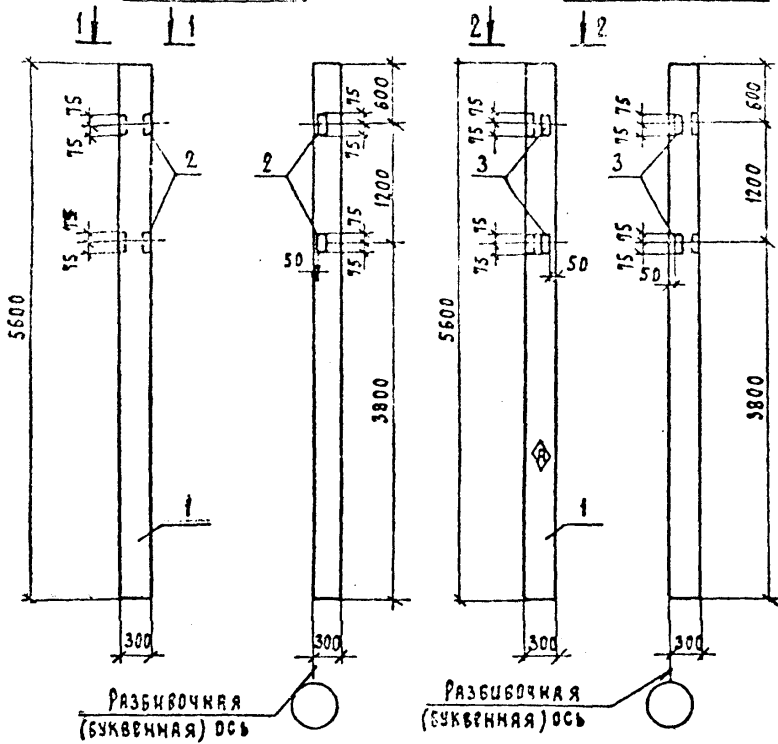 1 1 2 2
75 75 75 600 75 75 600
75 75 75 75
2 2 3 3
1200 1200
75 75 75 75
75 50 75 75 50 75 50
5600 5600
3800 3800
Я
1 1
300 300 300 300
РАЗБИВОЧНАЯ РАЗБИВОЧНАЯ
(БУКВЕННАЯ) ОСЬ (БУКВЕННАЯ) ОСЬ